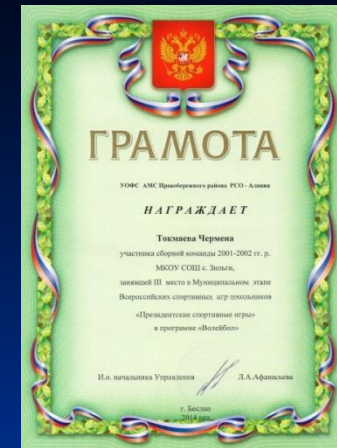 ГРАМОТА
УОФС АМС Правобережного района РСО - Алания
НАГРАЖДАЕТ
Токмаева Чермена
участника сборной команды 2001-2002 гг. р.
МКОУ СОШ с. Зильги,
занявшей III место в Муниципальном этапе
Всероссийских спортивных игр школьников
«Президентские спортивные игры»
в программе «Волейбол»
И.о. начальника Управления Л.А.Афанасьева
г. Беслан
2014 год